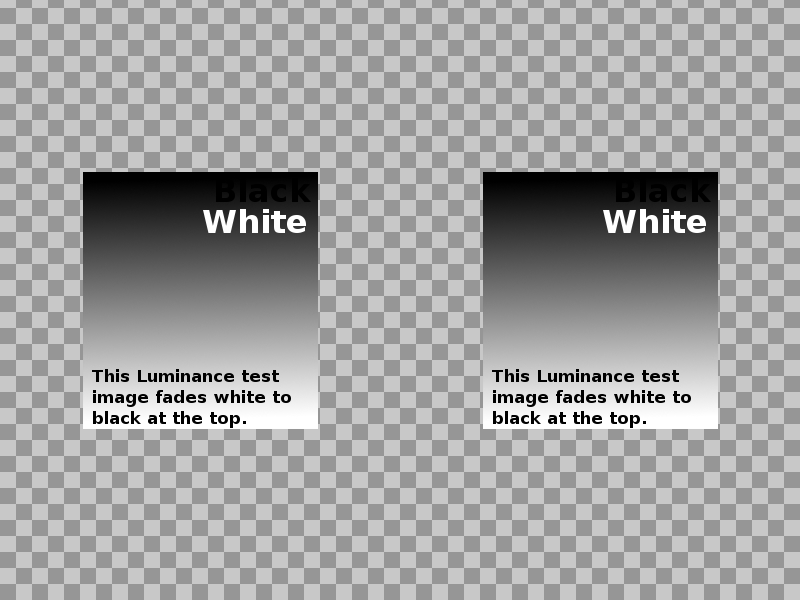 Black
White
This Luminance test
image fades white to
black at the top.
Black
White
This Luminance test
image fades white to
black at the top.